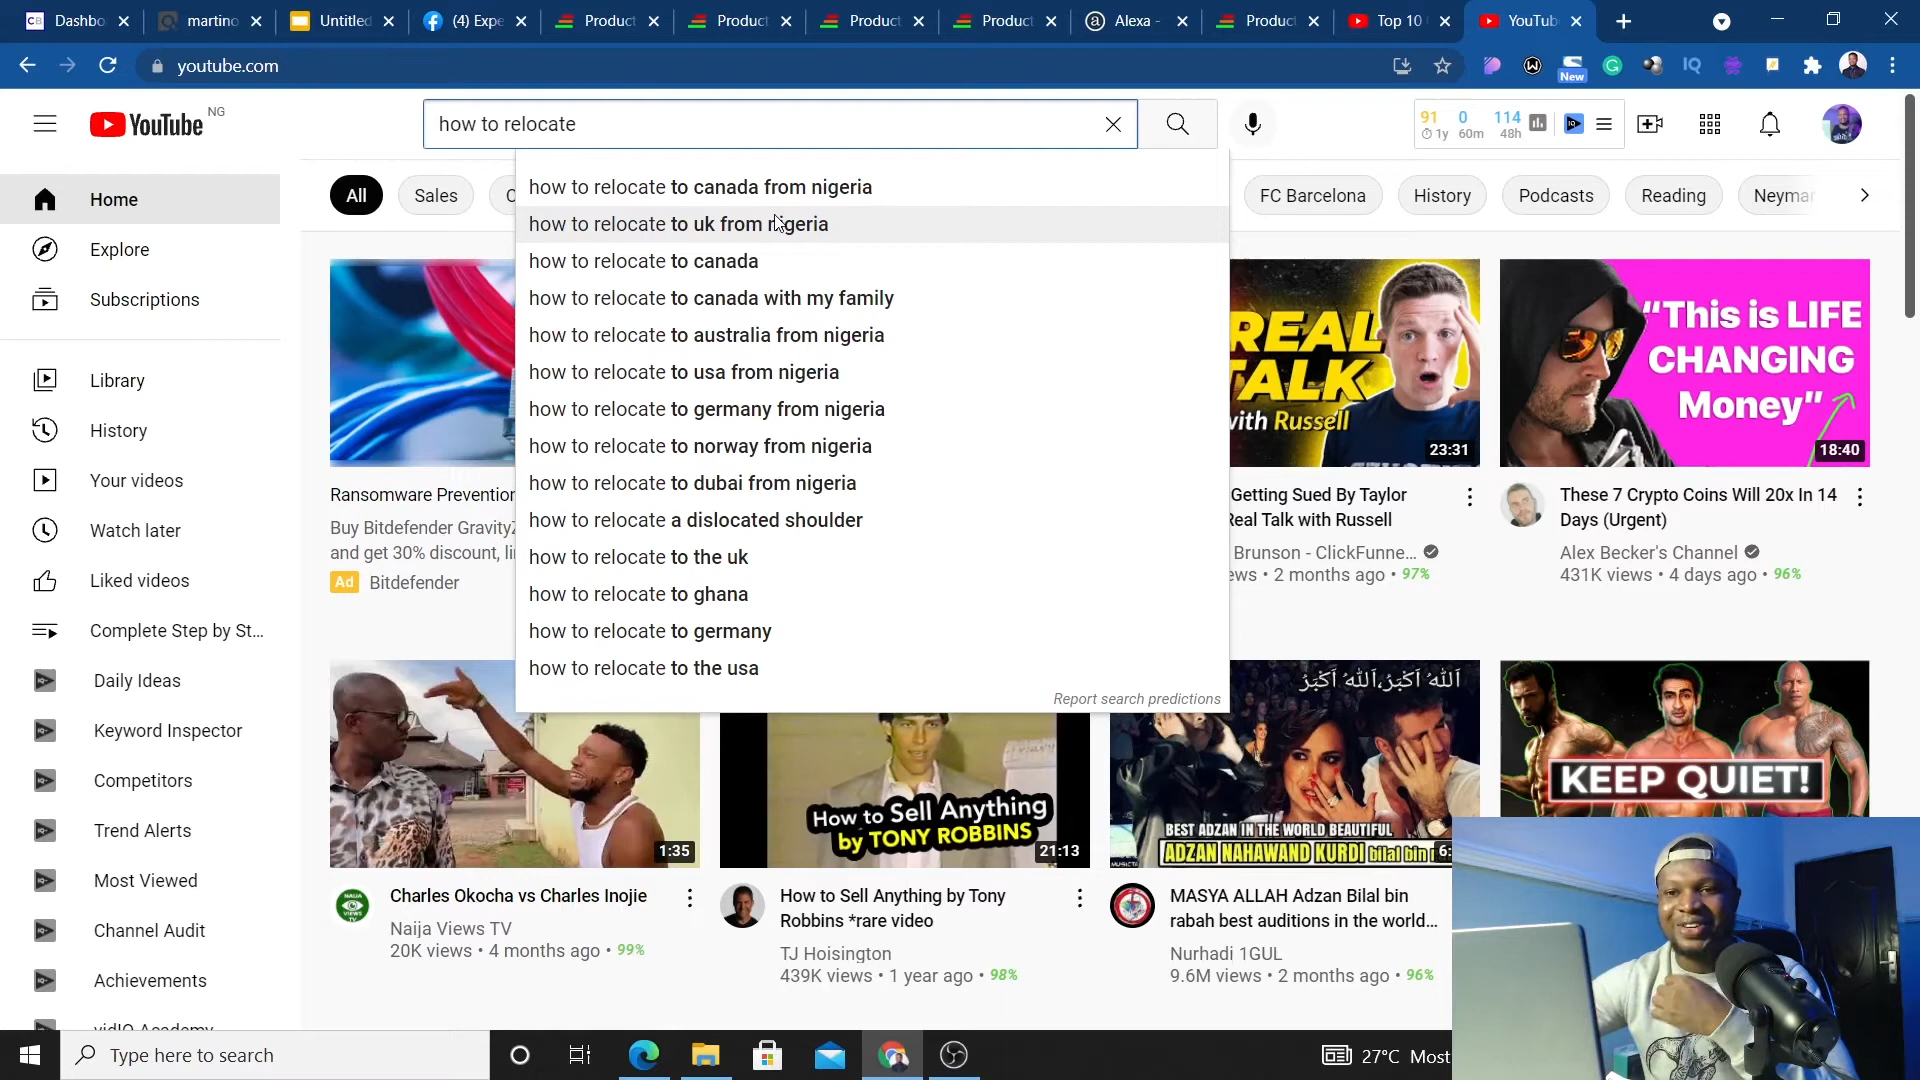 Dashbo
martino
Untitled
(4) Expe
Product
Product
Product
Product
Alexa -
Product
Top 10
YouTub
youtube.com
New
YouTube NG
how to relocate
91 0 114
1y 60m 48h
how to relocate to canada from nigeria
how to relocate to uk from nigeria
how to relocate to canada
how to relocate to canada with my family
how to relocate to australia from nigeria
how to relocate to usa from nigeria
how to relocate to germany from nigeria
how to relocate to norway from nigeria
how to relocate to dubai from nigeria
how to relocate a dislocated shoulder
how to relocate to the uk
how to relocate to ghana
how to relocate to germany
how to relocate to the usa
Report search predictions
Home
Explore
Subscriptions
Library
History
Your videos
Watch later
Liked videos
Complete Step by St...
Daily Ideas
Keyword Inspector
Competitors
Trend Alerts
Most Viewed
Channel Audit
Achievements
vidIQ Academy
All
Sales
FC Barcelona
History
Podcasts
Reading
Neymar
Ransomware Prevention
Buy Bitdefender GravityZ
and get 30% discount, li
Ad Bitdefender
REAL
TALK
with Russell
23:31
Getting Sued By Taylor
Real Talk with Russell
Brunson - ClickFunne...
ews • 2 months ago • 97%
"This is LIFE
CHANGING
Money"
18:40
These 7 Crypto Coins Will 20x In 14
Days (Urgent)
Alex Becker's Channel
431K views • 4 days ago • 96%
1:35
Charles Okocha vs Charles Inojie
Naija Views TV
20K views • 4 months ago • 99%
How to Sell Anything
by TONY ROBBINS
21:13
How to Sell Anything by Tony
Robbins *rare video
TJ Hoisington
439K views • 1 year ago • 98%
اَللّٰهُ اَكْبَرُ،اَللّٰهُ اَكْبَرُ
BEST ADZAN IN THE WORLD BEAUTIFUL
ADZAN NAHAWAND KURDI bilal bin r
6:
MASYA ALLAH Adzan Bilal bin
rabah best auditions in the world...
Nurhadi 1GUL
9.6M views • 2 months ago • 96%
KEEP QUIET!
Type here to search
27°C Most